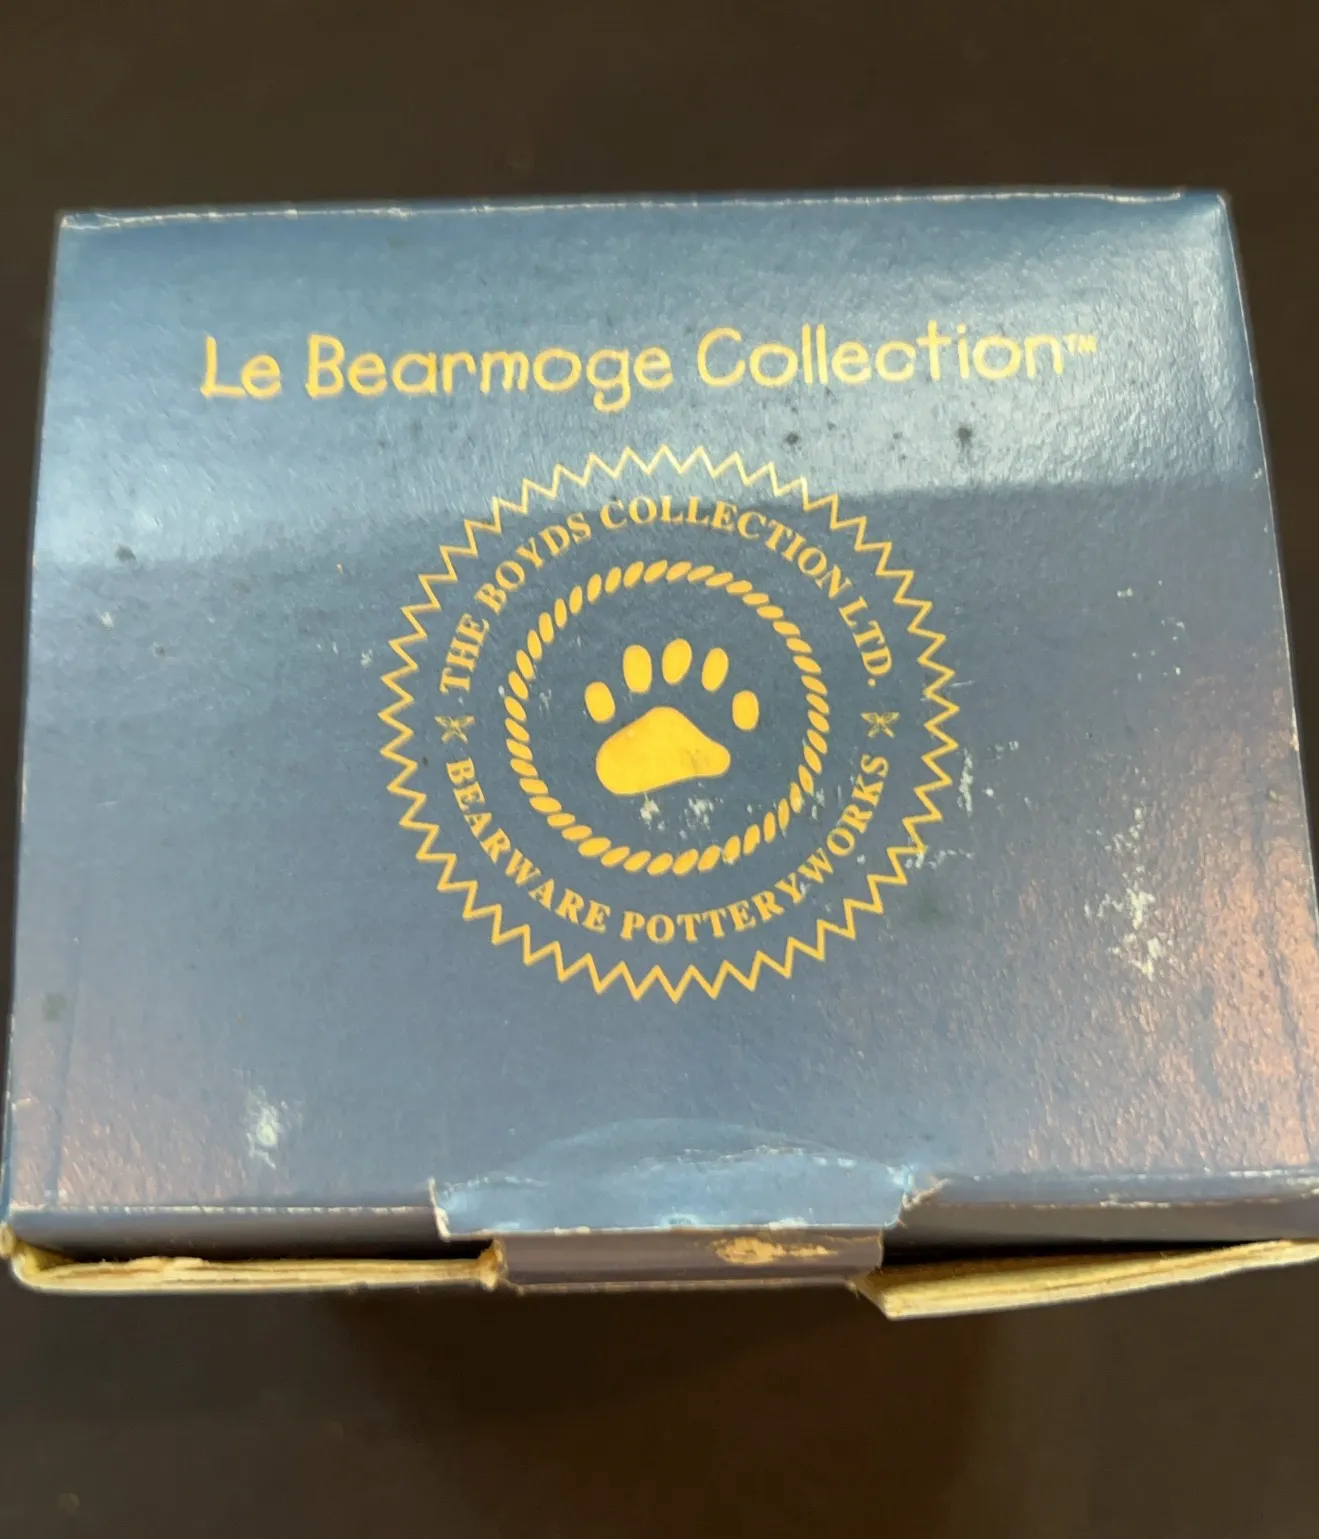 Le Bearmoge Collection™
THE BOYDS COLLECTION LTD.
BEARWARE POTTERYWORKS